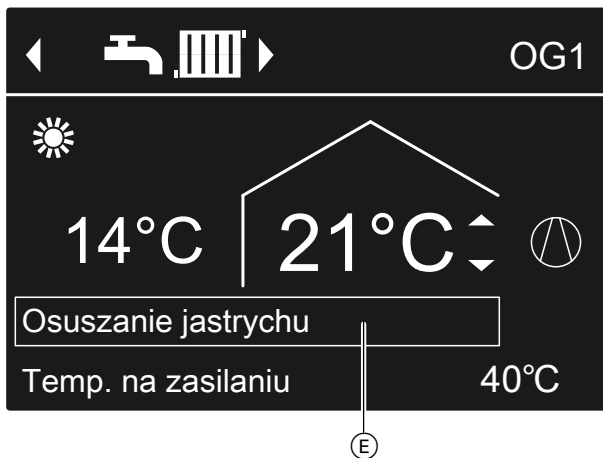 OG1
14°C 21°C
Osuszanie jastrychu
Temp. na zasilaniu 40°C
E